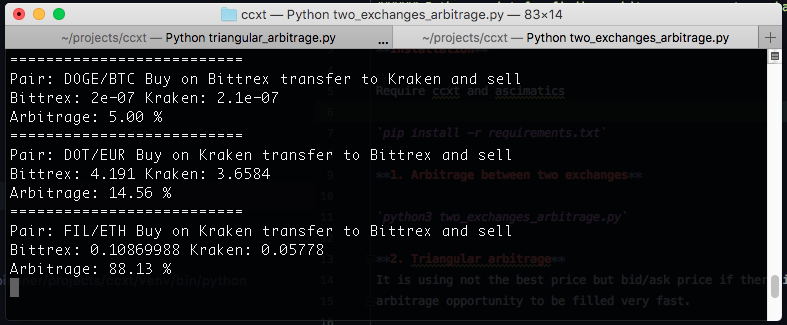 ccxt — Python two_exchanges_arbitrage.py — 83×14
~/projects/ccxt — Python triangular_arbitrage.py ...
~/projects/ccxt — Python two_exchanges_arbitrage.py +
==========================
Pair: DOGE/BTC Buy on Bittrex transfer to Kraken and sell
Bittrex: 2e-07 Kraken: 2.1e-07
Arbitrage: 5.00 %
==========================
Pair: DOT/EUR Buy on Kraken transfer to Bittrex and sell
Bittrex: 4.191 Kraken: 3.6584
Arbitrage: 14.56 %
==========================
Pair: FIL/ETH Buy on Kraken transfer to Bittrex and sell
Bittrex: 0.10869988 Kraken: 0.05778
Arbitrage: 88.13 %
**Installation**
Require ccxt and ascimatics
`pip install -r requirements.txt`
**1. Arbitrage between two exchanges**
`python3 two_exchanges_arbitrage.py`
**2. Triangular arbitrage**
It is using not the best price but bid/ask price if ther
arbitrage opportunity to be filled very fast.